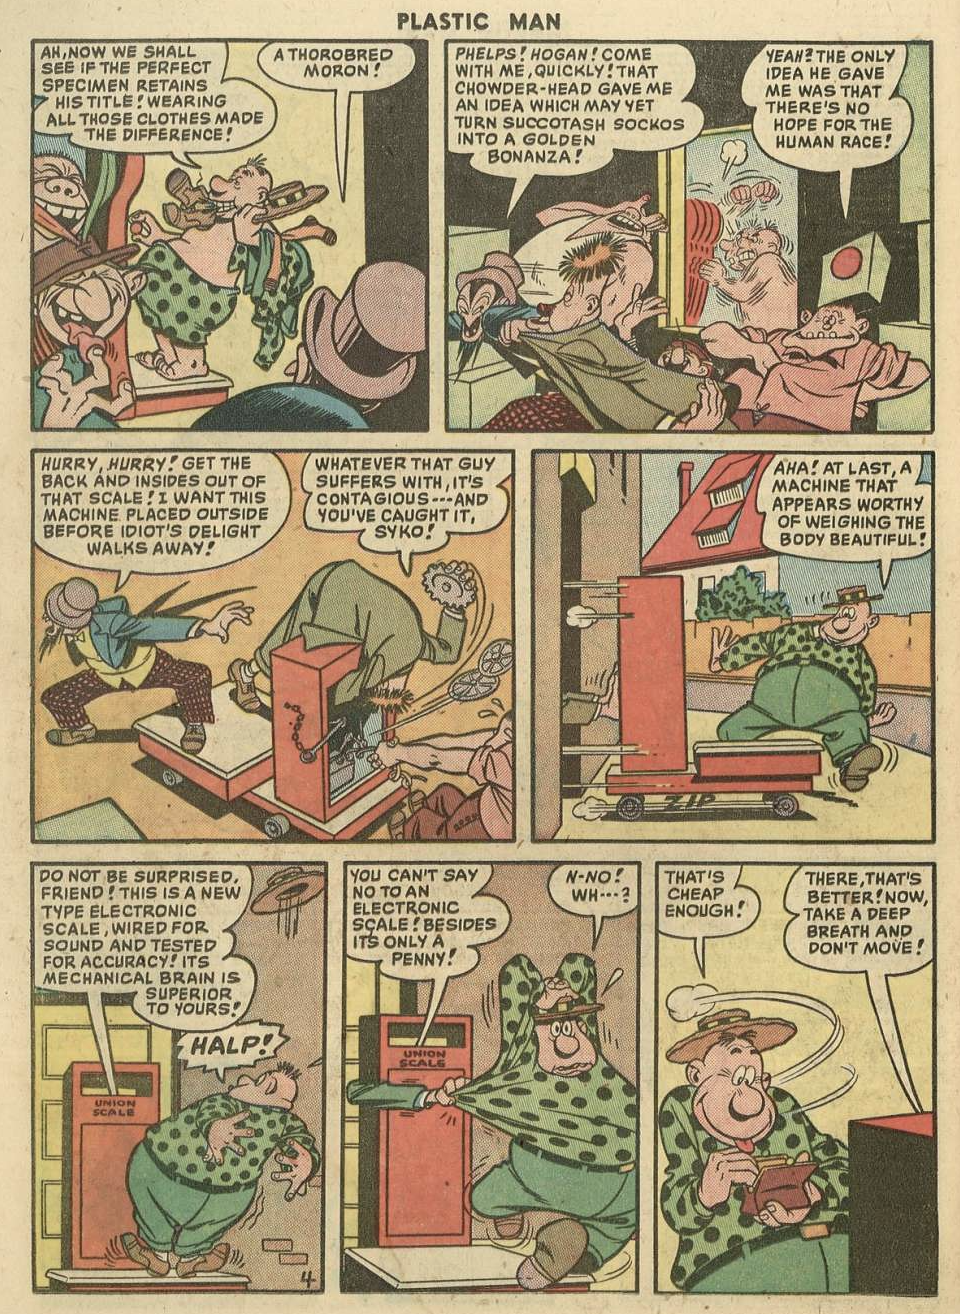 PLASTIC MAN
AH, NOW WE SHALL
SEE IF THE PERFECT
SPECIMEN RETAINS
HIS TITLE! WEARING
ALL THOSE CLOTHES MADE
THE DIFFERENCE!
A THOROBRED
MORON!
PHELPS! HOGAN! COME
WITH ME, QUICKLY! THAT
CHOWDER-HEAD GAVE ME
AN IDEA WHICH MAY YET
TURN SUCCOTASH SOCKOS
INTO A GOLDEN
BONANZA!
YEAH? THE ONLY
IDEA HE GAVE
ME WAS THAT
THERE'S NO
HOPE FOR THE
HUMAN RACE!
HURRY, HURRY! GET THE
BACK AND INSIDES OUT OF
THAT SCALE! I WANT THIS
MACHINE PLACED OUTSIDE
BEFORE IDIOT'S DELIGHT
WALKS AWAY!
WHATEVER THAT GUY
SUFFERS WITH, IT'S
CONTAGIOUS---AND
YOU'VE CAUGHT IT,
SYKO!
AHA! AT LAST, A
MACHINE THAT
APPEARS WORTHY
OF WEIGHING THE
BODY BEAUTIFUL!
ZIP
DO NOT BE SURPRISED,
FRIEND! THIS IS A NEW
TYPE ELECTRONIC
SCALE, WIRED FOR
SOUND AND TESTED
FOR ACCURACY! ITS
MECHANICAL BRAIN IS
SUPERIOR
TO YOURS!
HALP!
UNION
SCALE
4
YOU CAN'T SAY
NO TO AN
ELECTRONIC
SCALE! BESIDES
IT'S ONLY A
PENNY!
N-NO!
WH---?
UNION
SCALE
THAT'S
CHEAP
ENOUGH!
THERE, THAT'S
BETTER! NOW,
TAKE A DEEP
BREATH AND
DON'T MOVE!